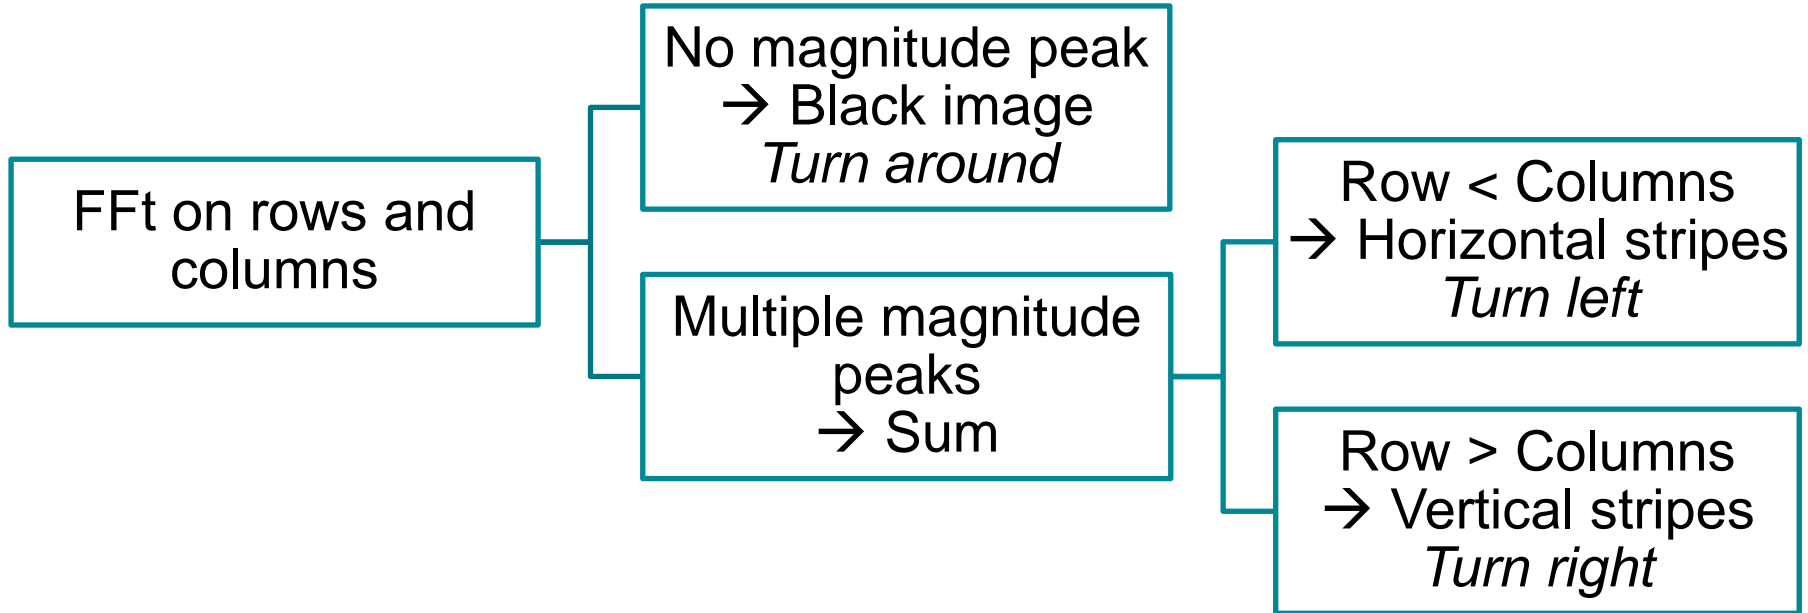 FFt on rows and
columns
No magnitude peak
→ Black image
Turn around
Multiple magnitude
peaks
→ Sum
Row < Columns
→ Horizontal stripes
Turn left
Row > Columns
→ Vertical stripes
Turn right